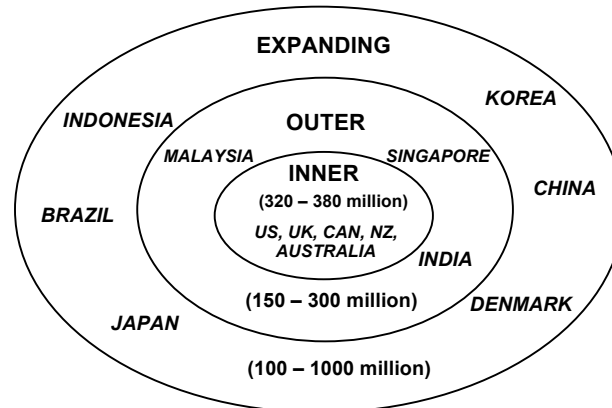 EXPANDING
KOREA
INDONESIA
OUTER
MALAYSIA
SINGAPORE
INNER
CHINA
(320 – 380 million)
BRAZIL
US, UK, CAN, NZ,
AUSTRALIA
INDIA
(150 – 300 million)
DENMARK
JAPAN
(100 – 1000 million)